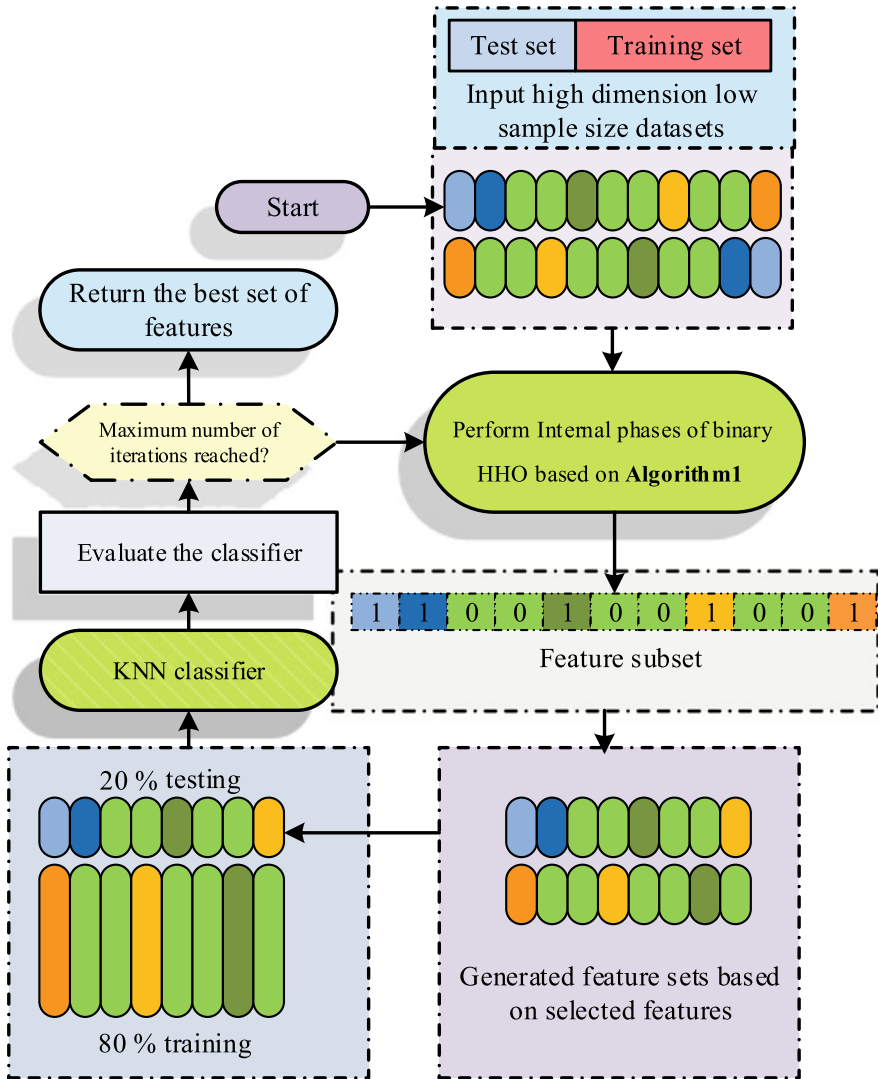 Test set
Training set
Input high dimension low
sample size datasets
Start
Return the best set of
features
Maximum number of
iterations reached?
Perform Internal phases of binary
HHO based on Algorithm1
Evaluate the classifier
1 1 0 0 1 0 0 1 0 0 1
Feature subset
KNN classifier
20 % testing
80 % training
Generated feature sets based
on selected features